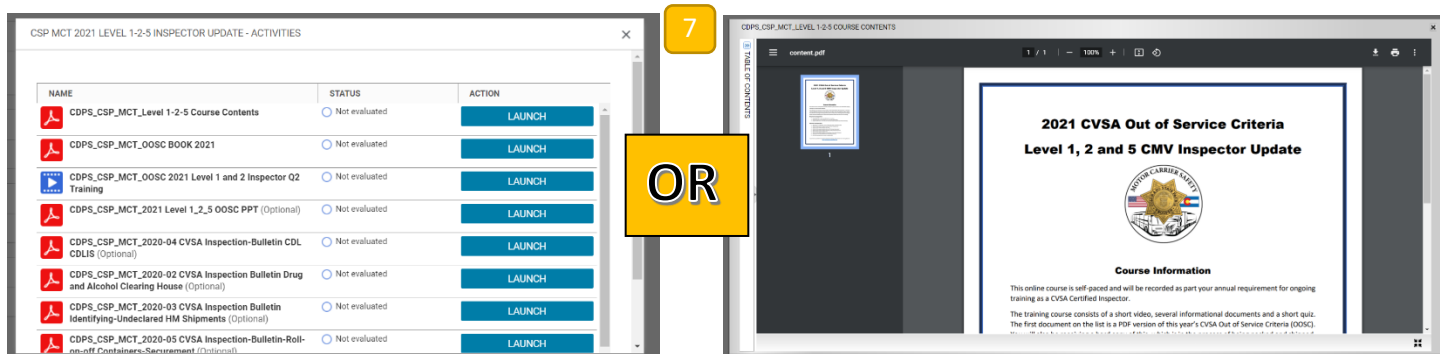 CSP MCT 2021 LEVEL 1-2-5 INSPECTOR UPDATE - ACTIVITIES
NAME STATUS ACTION
CDPS_CSP_MCT_Level 1-2-5 Course Contents Not evaluated LAUNCH
CDPS_CSP_MCT_OOSC BOOK 2021 Not evaluated LAUNCH
CDPS_CSP_MCT_OOSC 2021 Level 1 and 2 Inspector Q2
Training Not evaluated LAUNCH
CDPS_CSP_MCT_2021 Level 1_2_5 OOSC PPT (Optional) Not evaluated LAUNCH
CDPS_CSP_MCT_2020-04 CVSA Inspection-Bulletin CDL
CDLIS (Optional) Not evaluated LAUNCH
CDPS_CSP_MCT_2020-02 CVSA Inspection Bulletin Drug
and Alcohol Clearing House (Optional) Not evaluated LAUNCH
CDPS_CSP_MCT_2020-03 CVSA Inspection Bulletin
Identifying-Undeclared HM Shipments (Optional) Not evaluated LAUNCH
CDPS_CSP_MCT_2020-05 CVSA Inspection-Bulletin-Roll-
on-off Containers-Securement (Optional) Not evaluated LAUNCH
7
OR
CDPS_CSP_MCT_LEVEL 1-2-5 COURSE CONTENTS
TABLE OF CONTENTS
content.pdf 1 / 1 100%
1
2021 CVSA Out of Service Criteria
Level 1, 2 and 5 CMV Inspector Update
MOTOR CARRIER SAFETY
Course Information
This online course is self-paced and will be recorded as part your annual requirement for ongoing
training as a CVSA Certified Inspector.
The training course consists of a short video, several informational documents and a short quiz.
The first document on the list is a PDF version of this year's CVSA Out of Service Criteria (OOSC).